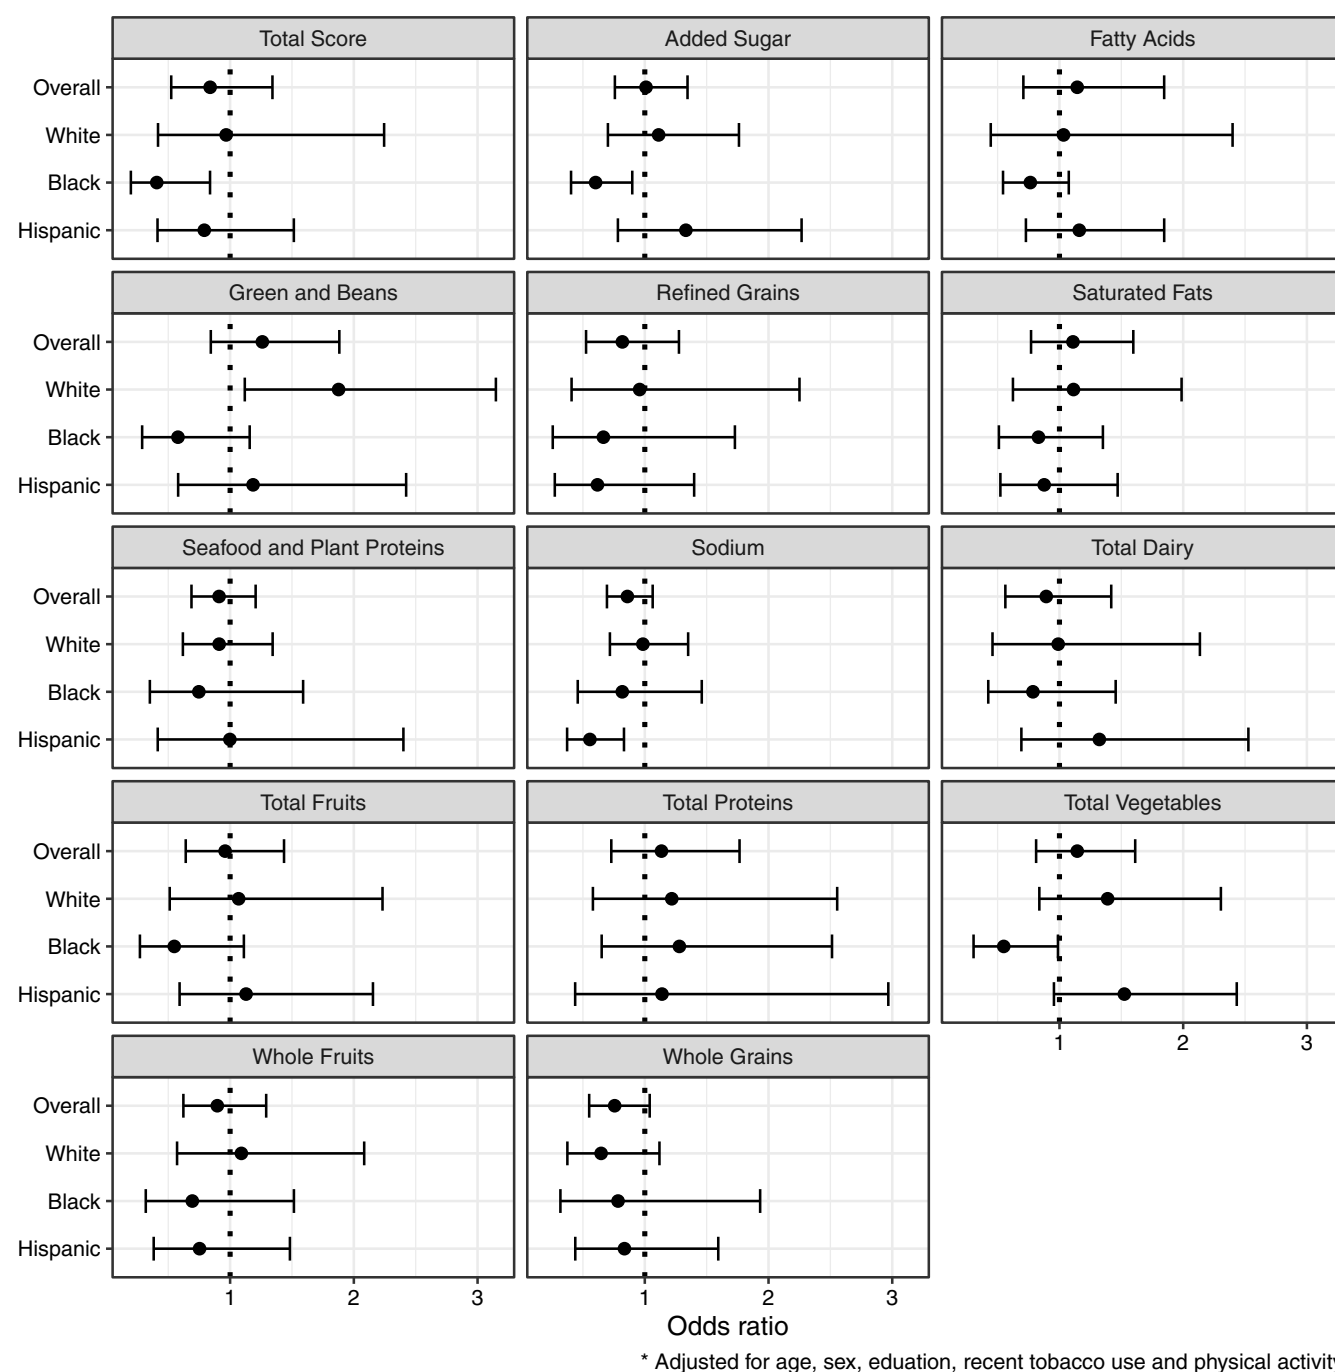 Total Score Added Sugar Fatty Acids
Overall
White
Black
Hispanic
Green and Beans Refined Grains Saturated Fats
Overall
White
Black
Hispanic
Seafood and Plant Proteins Sodium Total Dairy
Overall
White
Black
Hispanic
Total Fruits Total Proteins Total Vegetables
Overall
White
Black
Hispanic
1 2 3
Whole Fruits Whole Grains
Overall
White
Black
Hispanic
1 2 3 1 2 3
Odds ratio
* Adjusted for age, sex, eduation, recent tobacco use and physical activity